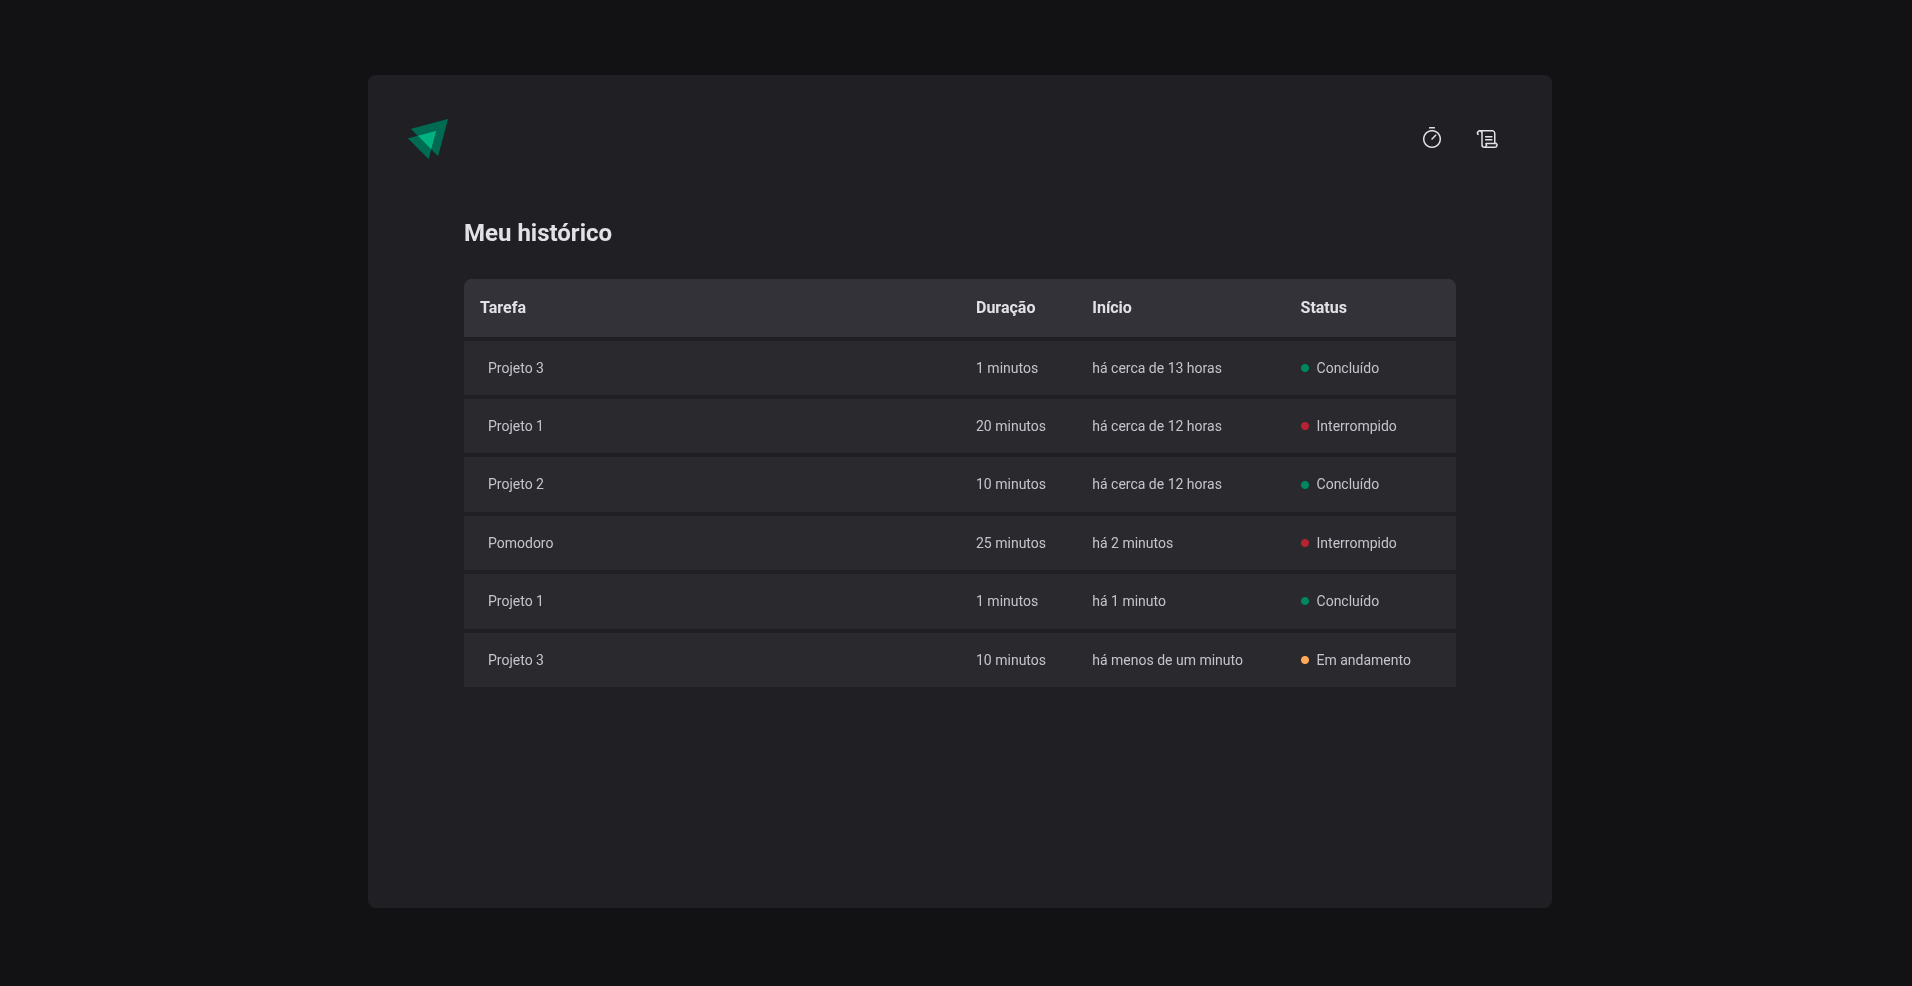 Meu histórico
Tarefa Duração Início Status
Projeto 3 1 minutos há cerca de 13 horas Concluído
Projeto 1 20 minutos há cerca de 12 horas Interrompido
Projeto 2 10 minutos há cerca de 12 horas Concluído
Pomodoro 25 minutos há 2 minutos Interrompido
Projeto 1 1 minutos há 1 minuto Concluído
Projeto 3 10 minutos há menos de um minuto Em andamento